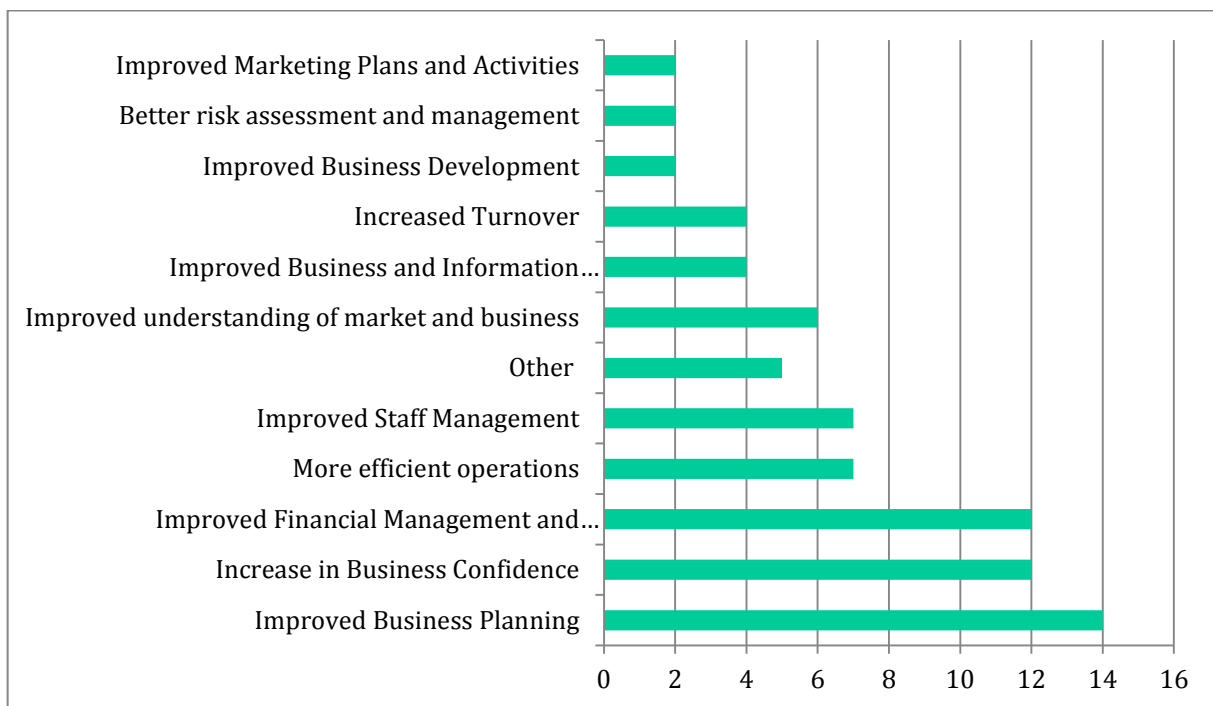 Improved Marketing Plans and Activities
Better risk assessment and management
Improved Business Development
Increased Turnover
Improved Business and Information...
Improved understanding of market and business
Other
Improved Staff Management
More efficient operations
Improved Financial Management and...
Increase in Business Confidence
Improved Business Planning
0 2 4 6 8 10 12 14 16